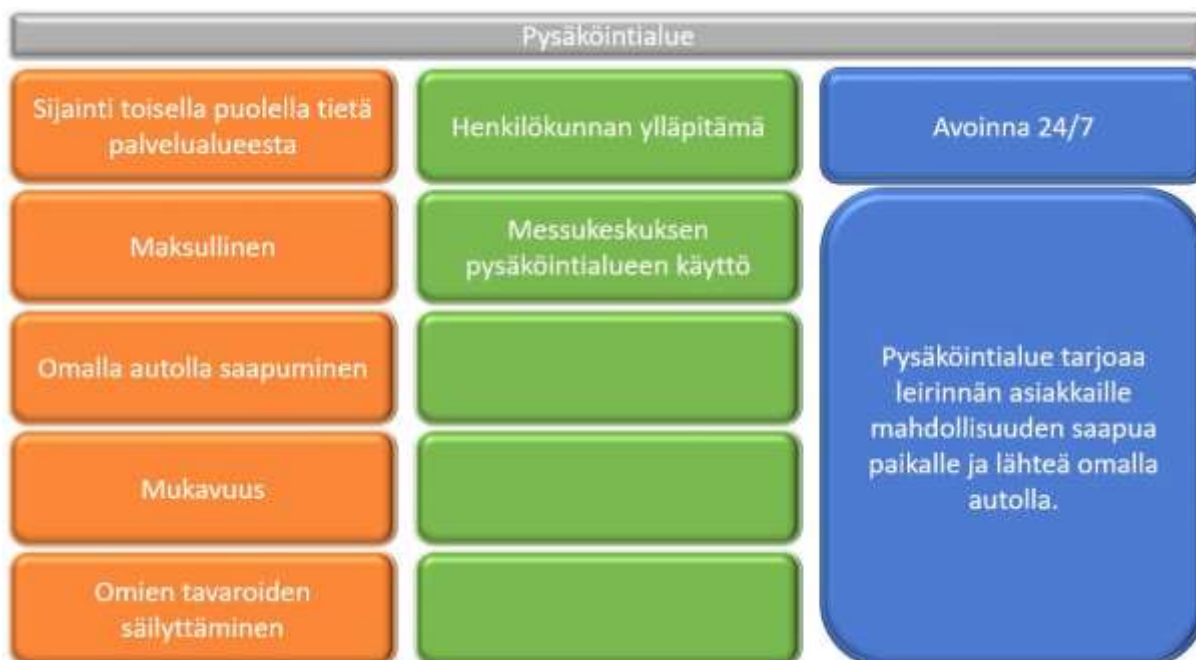 Pysäköintialue
Sijainti toisella puolella tietä
palvelualueesta
Maksullinen
Omalla autolla saapuminen
Mukavuus
Omien tavaroiden
säilyttäminen
Henkilökunnan ylläpitämä
Messukeskuksen
pysäköintialueen käyttö
Avoinna 24/7
Pysäköintialue tarjoaa
leirinnän asiakkaille
mahdollisuuden saapua
paikalle ja lähteä omalla
autolla.